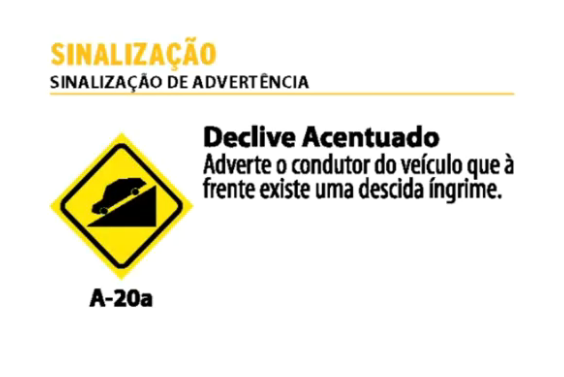 SINALIZAÇÃO
SINALIZAÇÃO DE ADVERTÊNCIA
Declive Acentuado
Adverte o condutor do veículo que à
frente existe uma descida íngrime.
A-20a